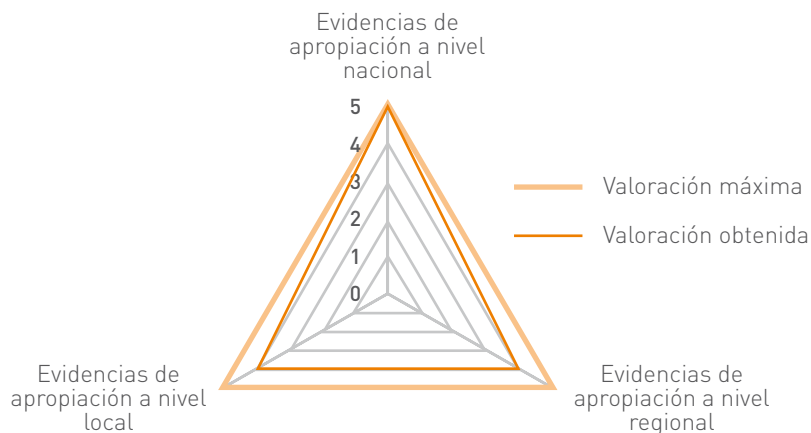 Evidencias de
apropiación a nivel
nacional
5
4
3
2
1
0
Valoración máxima
Valoración obtenida
Evidencias de
apropiación a nivel
local
Evidencias de
apropiación a nivel
regional